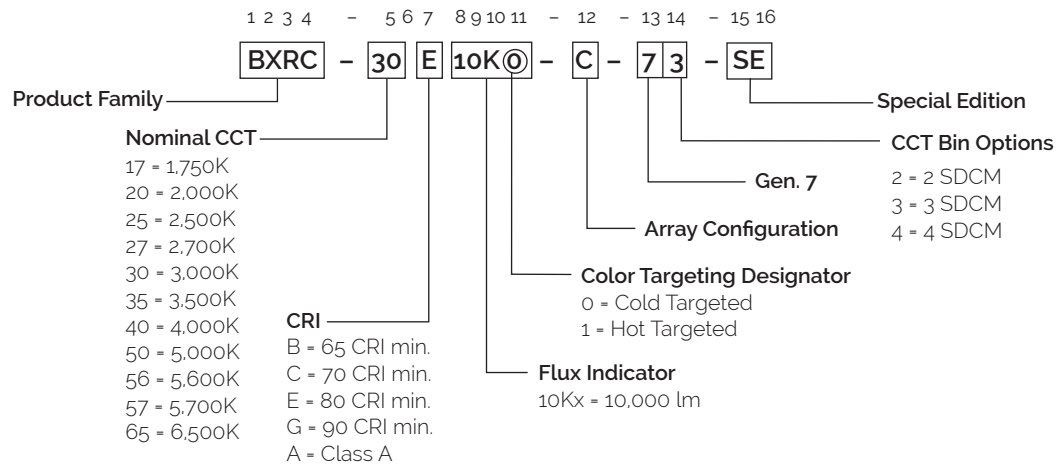 1 2 3 4 – 5 6 7 8 9 10 11 – 12 – 13 14 – 15 16
BXRC – 30 E 10K0 – C – 7 3 – SE
Product Family
Special Edition
Nominal CCT
17 = 1,750K
20 = 2,000K
25 = 2,500K
27 = 2,700K
30 = 3,000K
35 = 3,500K
40 = 4,000K
50 = 5,000K
56 = 5,600K
57 = 5,700K
65 = 6,500K
CRI
B = 65 CRI min.
C = 70 CRI min.
E = 80 CRI min.
G = 90 CRI min.
A = Class A
Flux Indicator
10Kx = 10,000 lm
Color Targeting Designator
0 = Cold Targeted
1 = Hot Targeted
Array Configuration
Gen. 7
CCT Bin Options
2 = 2 SDCM
3 = 3 SDCM
4 = 4 SDCM